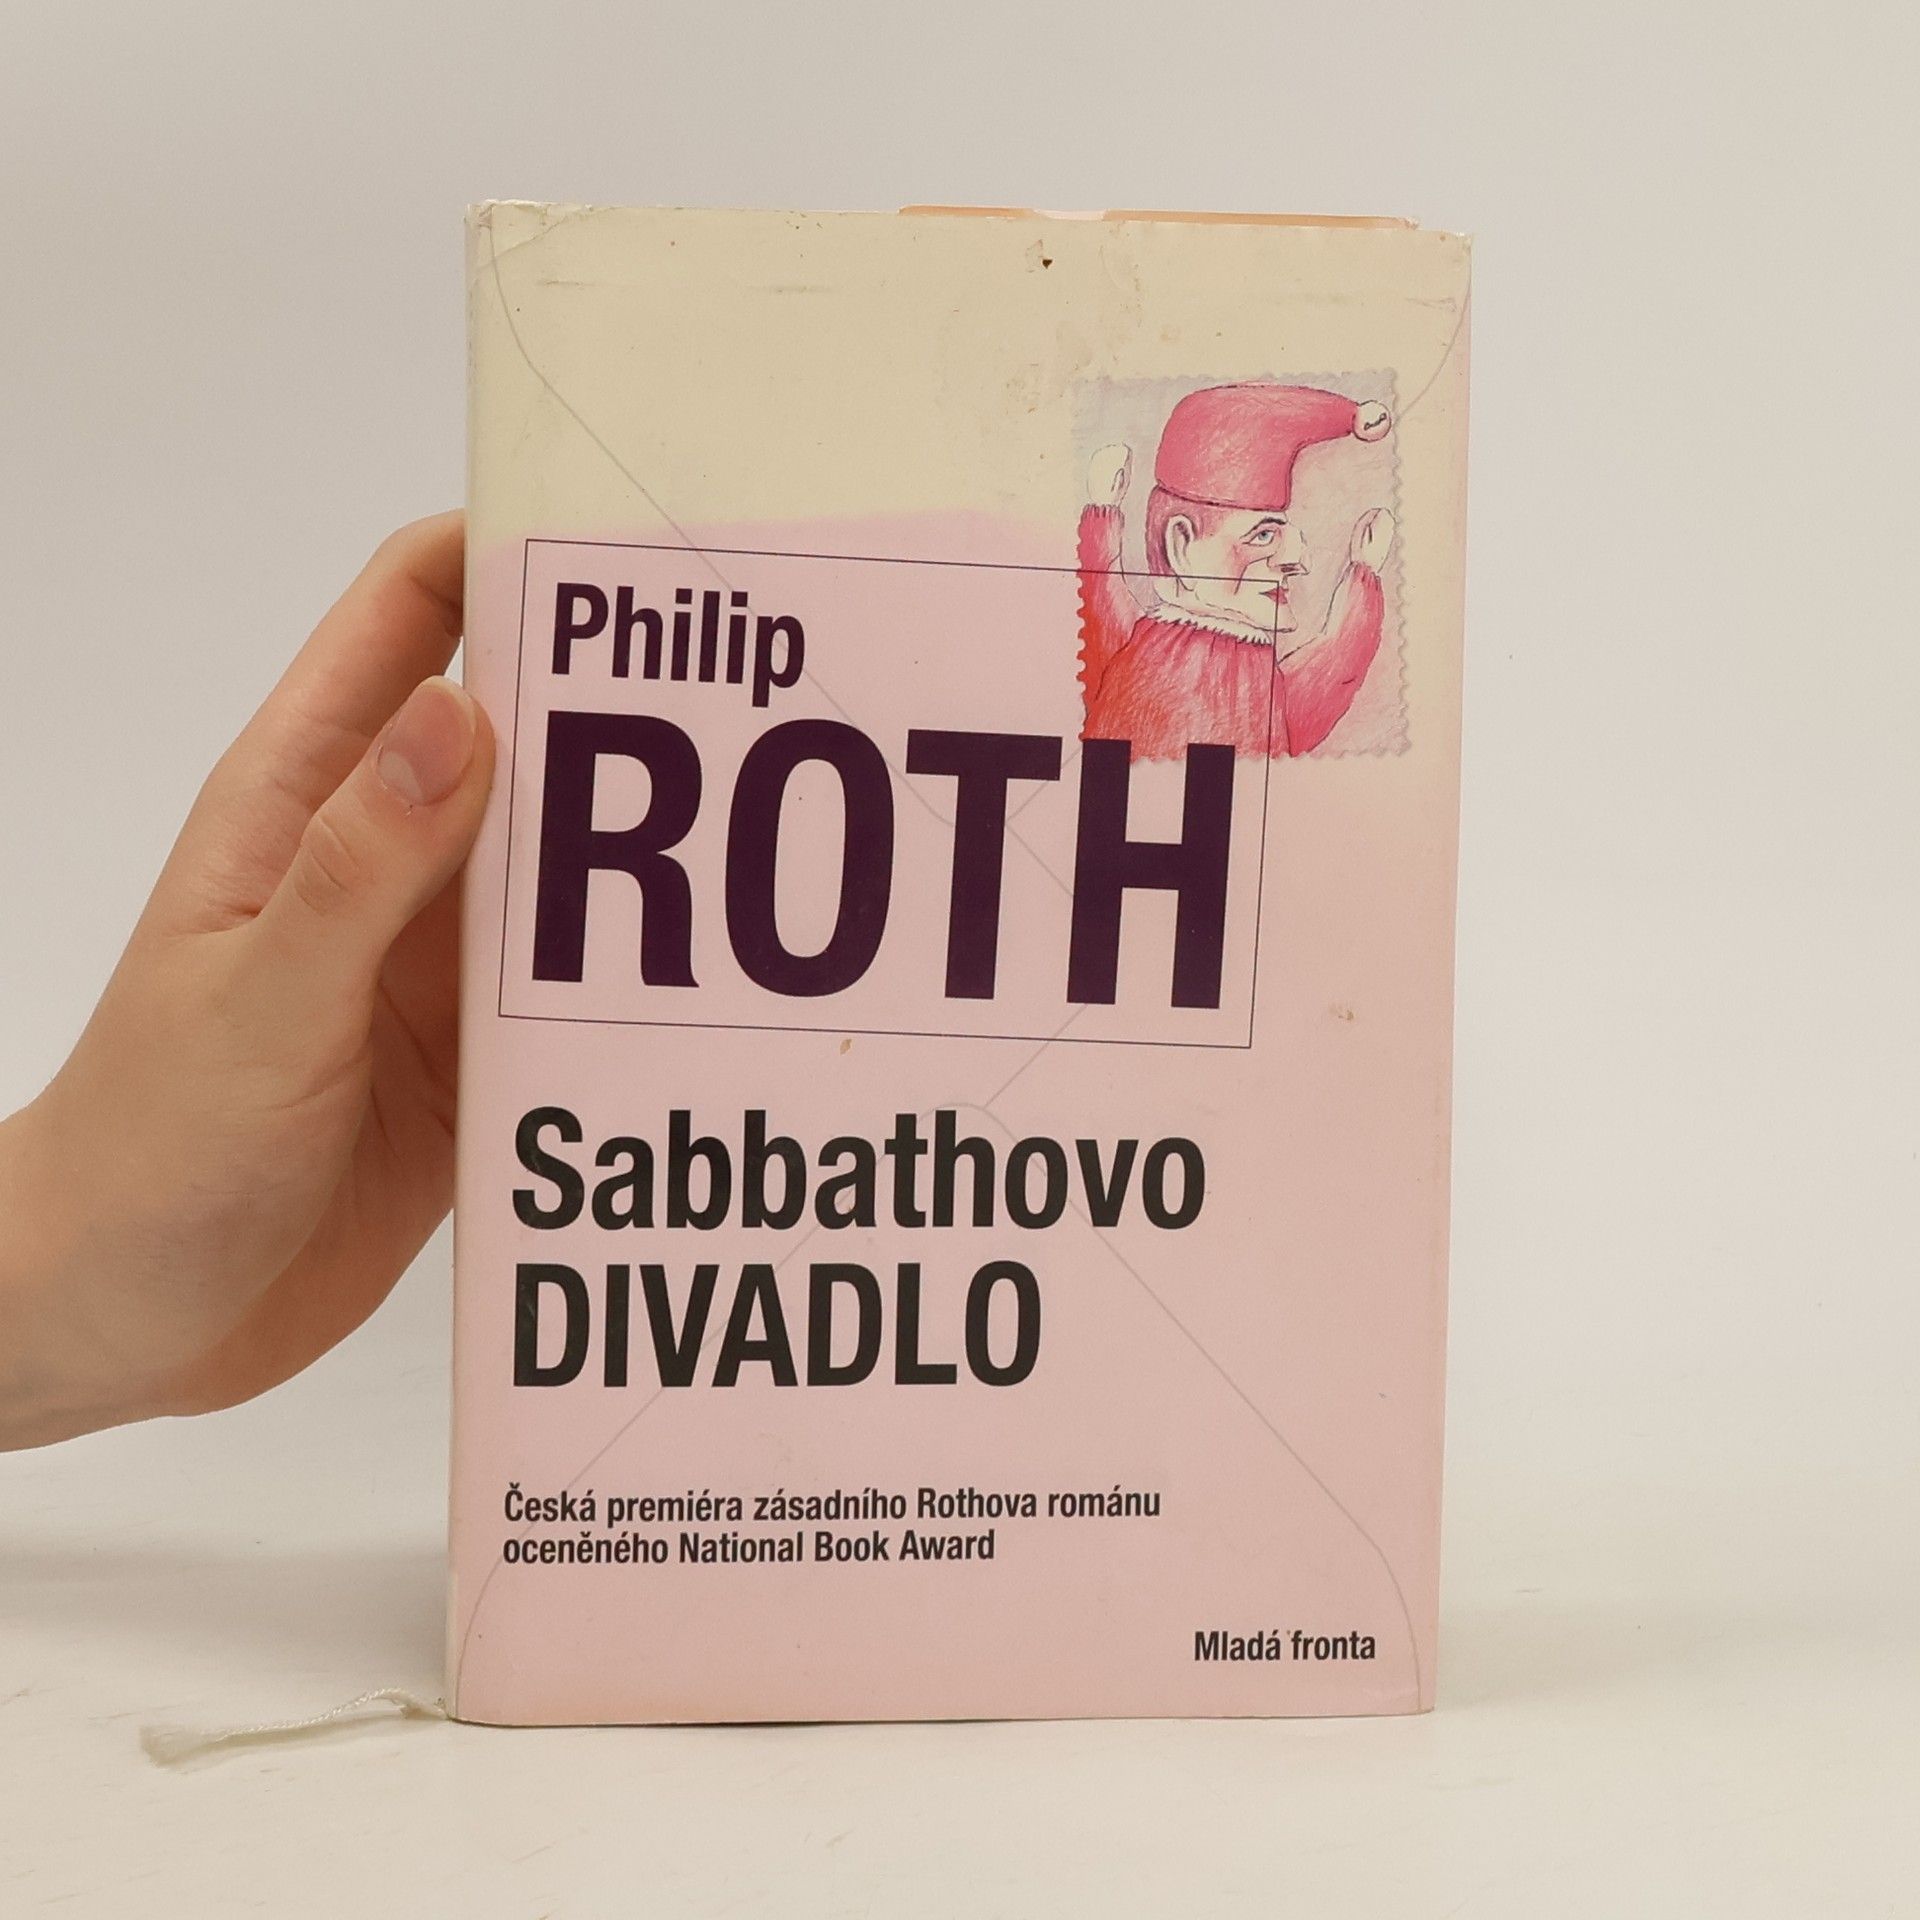 Philip
ROTH
Sabbathovo
DIVADLO
Česká premiéra zásadního Rothova románu
oceněného National Book Award
Mladá fronta